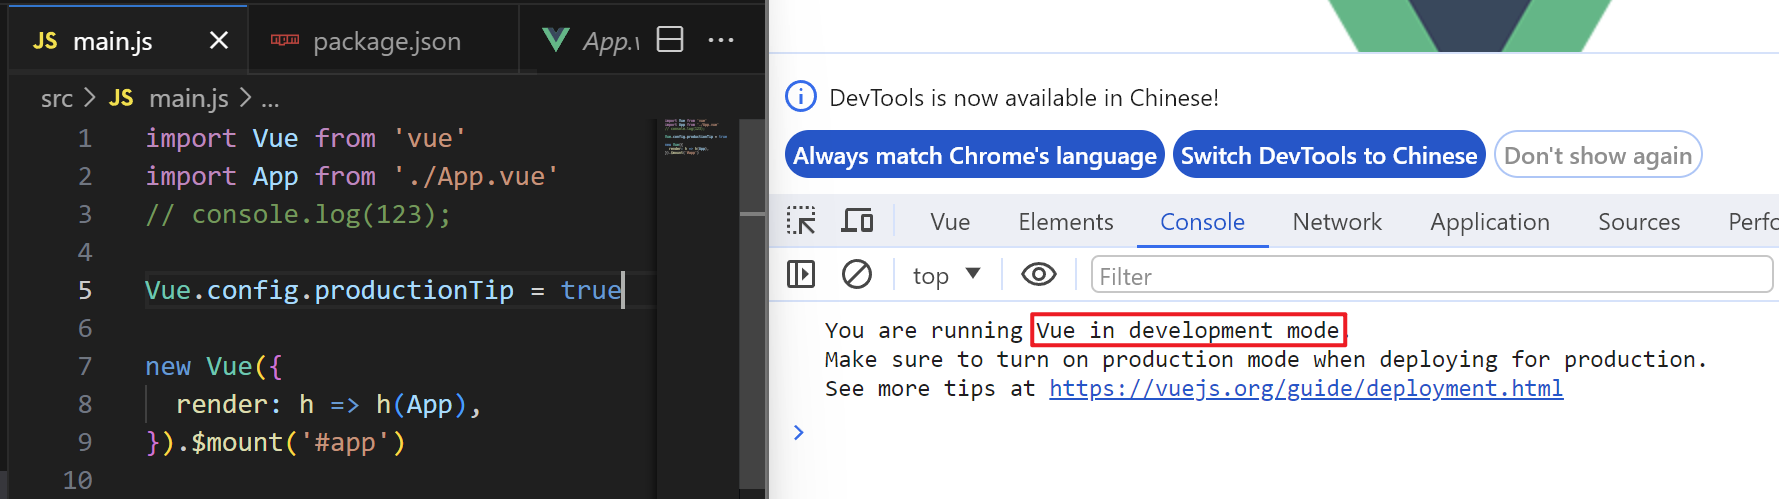 JS main.js × package.json App.v ...
src > JS main.js > ...
1 import Vue from 'vue'
2 import App from './App.vue'
3 // console.log(123);
4
5 Vue.config.productionTip = true
6
7 new Vue({
8 render: h => h(App),
9 }).$mount('#app')
10
DevTools is now available in Chinese!
Always match Chrome's language Switch DevTools to Chinese Don't show again
Vue Elements Console Network Application Sources Perfo
top Filter
You are running Vue in development mode.
Make sure to turn on production mode when deploying for production.
See more tips at https://vuejs.org/guide/deployment.html
>